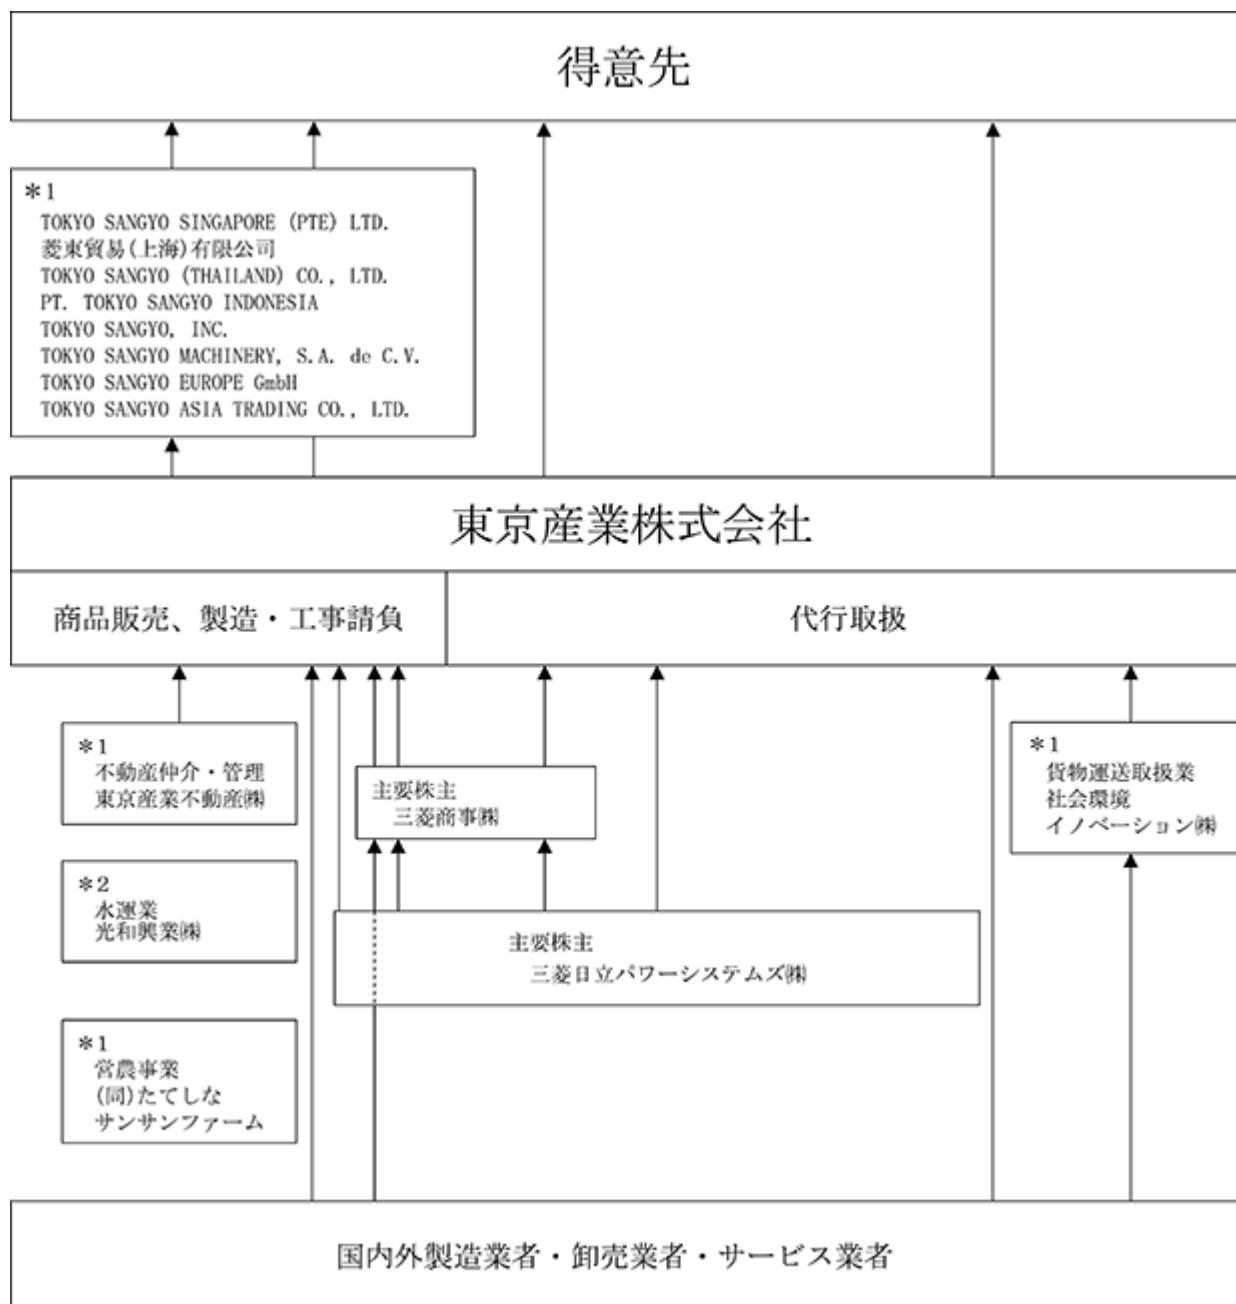 得意先
＊1
TOKYO SANGYO SINGAPORE (PTE) LTD.
菱東貿易(上海)有限公司
TOKYO SANGYO (THAILAND) CO., LTD.
PT. TOKYO SANGYO INDONESIA
TOKYO SANGYO, INC.
TOKYO SANGYO MACHINERY, S.A. de C.V.
TOKYO SANGYO EUROPE GmbH
TOKYO SANGYO ASIA TRADING CO., LTD.
東京産業株式会社
商品販売、製造・工事請負
代行取扱
＊1
不動産仲介・管理
東京産業不動産㈱
主要株主
三菱商事㈱
＊1
貨物運送取扱業
社会環境
イノベーション㈱
＊2
水運業
光和興業㈱
主要株主
三菱日立パワーシステムズ㈱
＊1
営農事業
(同)たてしな
サンサンファーム
国内外製造業者・卸売業者・サービス業者